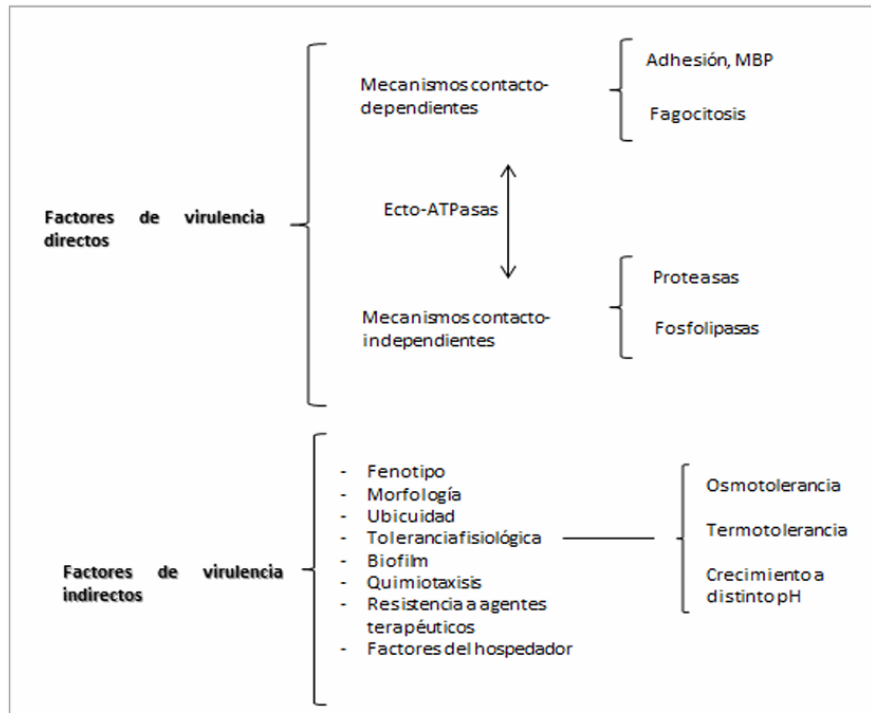 Factores de virulencia
directos
Mecanismos contacto-
dependientes
Adhesión, MBP
Fagocitosis
Ecto-ATPasas
Mecanismos contacto-
independientes
Proteasas
Fosfolipasas
Factores de virulencia
indirectos
- Fenotipo
- Morfología
- Ubicuidad
- Tolerancia fisiológica
- Biofilm
- Quimiotaxisis
- Resistencia a agentes
terapéuticos
- Factores del hospedador
Osmotolerancia
Termotolerancia
Crecimiento a
distinto pH